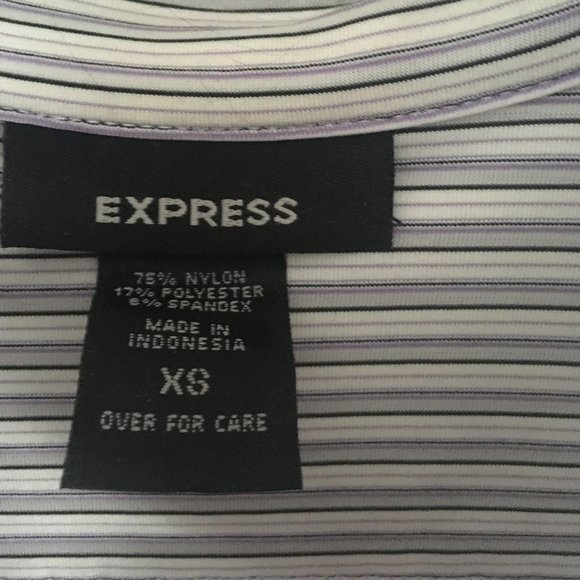 EXPRESS
75% NYLON
17% POLYESTER
8% SPANDEX
MADE IN
INDONESIA
XS
OVER FOR CARE